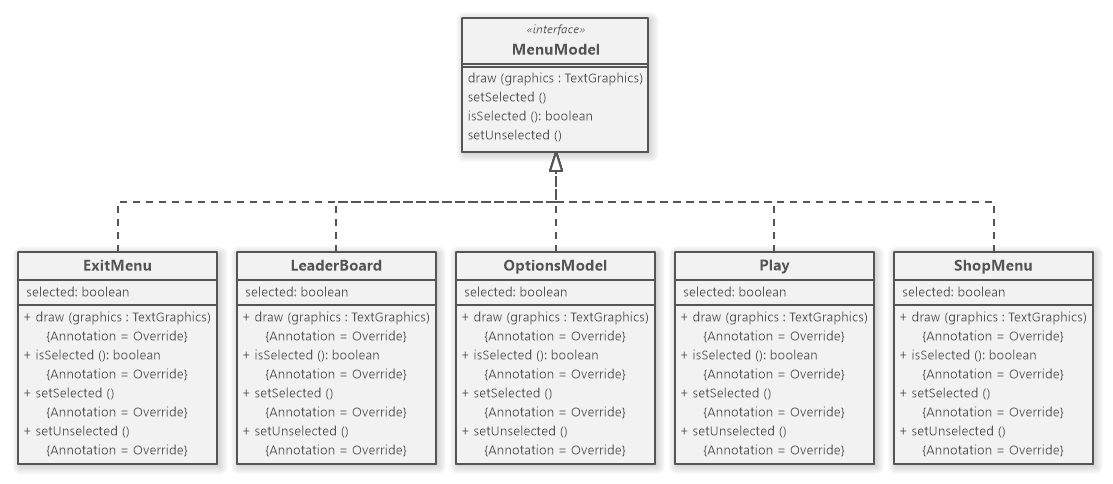 «interface»
MenuModel
draw (graphics : TextGraphics)
setSelected ()
isSelected (): boolean
setUnselected ()
ExitMenu
selected: boolean
+ draw (graphics : TextGraphics)
{Annotation = Override}
+ isSelected (): boolean
{Annotation = Override}
+ setSelected ()
{Annotation = Override}
+ setUnselected ()
{Annotation = Override}
LeaderBoard
selected: boolean
+ draw (graphics : TextGraphics)
{Annotation = Override}
+ isSelected (): boolean
{Annotation = Override}
+ setSelected ()
{Annotation = Override}
+ setUnselected ()
{Annotation = Override}
OptionsModel
selected: boolean
+ draw (graphics : TextGraphics)
{Annotation = Override}
+ isSelected (): boolean
{Annotation = Override}
+ setSelected ()
{Annotation = Override}
+ setUnselected ()
{Annotation = Override}
Play
selected: boolean
+ draw (graphics : TextGraphics)
{Annotation = Override}
+ isSelected (): boolean
{Annotation = Override}
+ setSelected ()
{Annotation = Override}
+ setUnselected ()
{Annotation = Override}
ShopMenu
selected: boolean
+ draw (graphics : TextGraphics)
{Annotation = Override}
+ isSelected (): boolean
{Annotation = Override}
+ setSelected ()
{Annotation = Override}
+ setUnselected ()
{Annotation = Override}